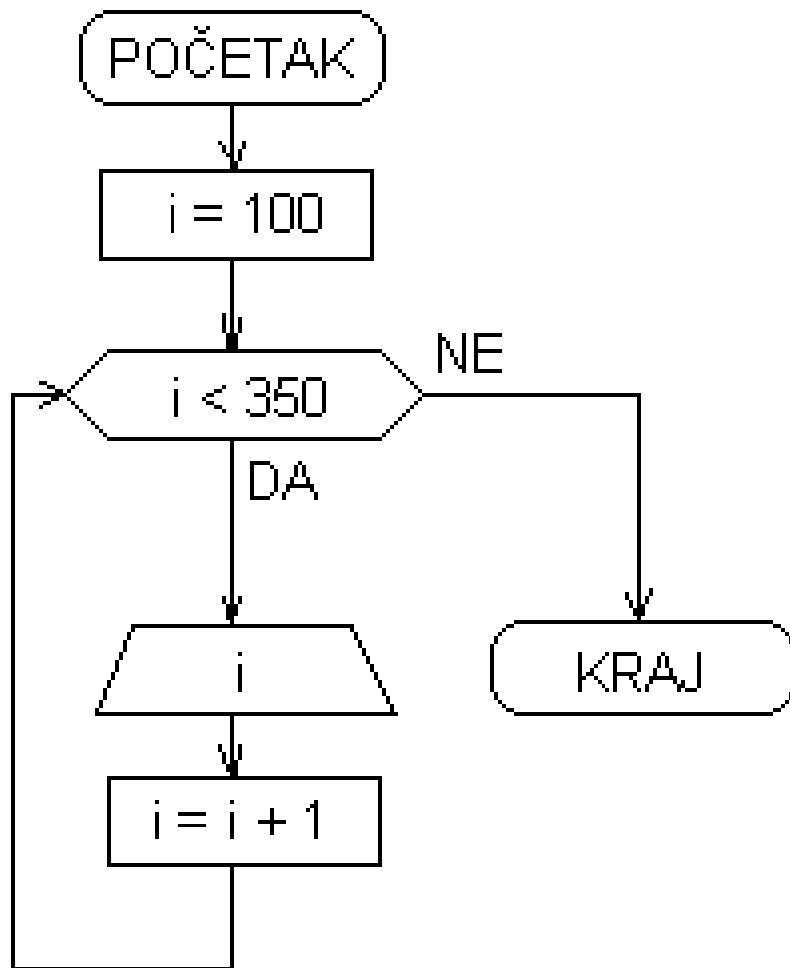 POČETAK
i = 100
i < 350
NE
DA
i
KRAJ
i = i + 1